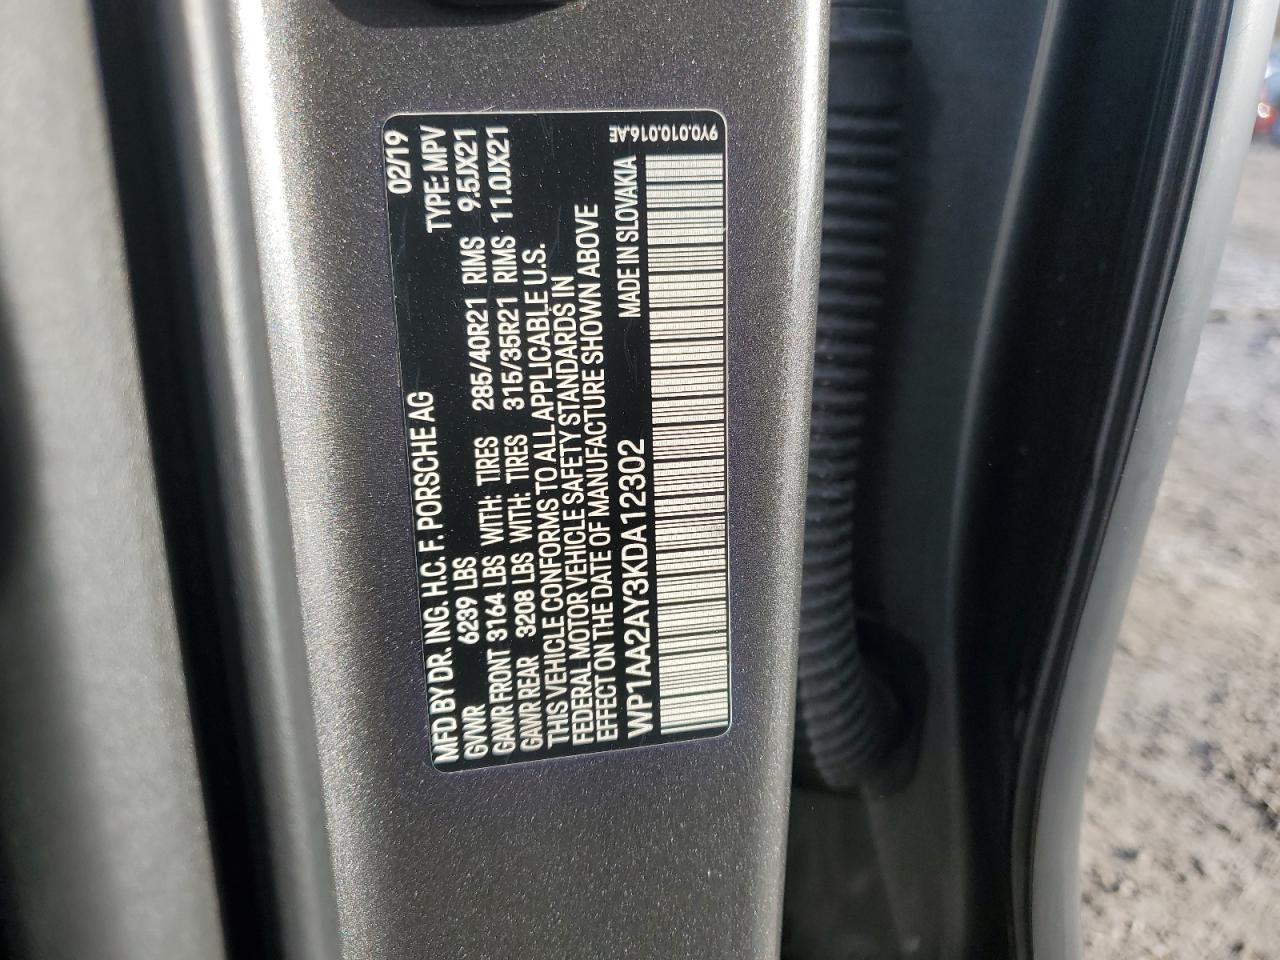 MFD BY DR. ING. H.C. F. PORSCHE AG 02/19
GVWR 6239 LBS TYPE: MPV
GAWR FRONT 3164 LBS WITH: TIRES 285/40R21 RIMS 9.5JX21
GAWR REAR 3208 LBS WITH: TIRES 315/35R21 RIMS 11.0JX21
THIS VEHICLE CONFORMS TO ALL APPLICABLE U.S.
FEDERAL MOTOR VEHICLE SAFETY STANDARDS IN
EFFECT ON THE DATE OF MANUFACTURE SHOWN ABOVE
WP1AA2AY3KDA12302 MADE IN SLOVAKIA
9Y0.010.016.AE